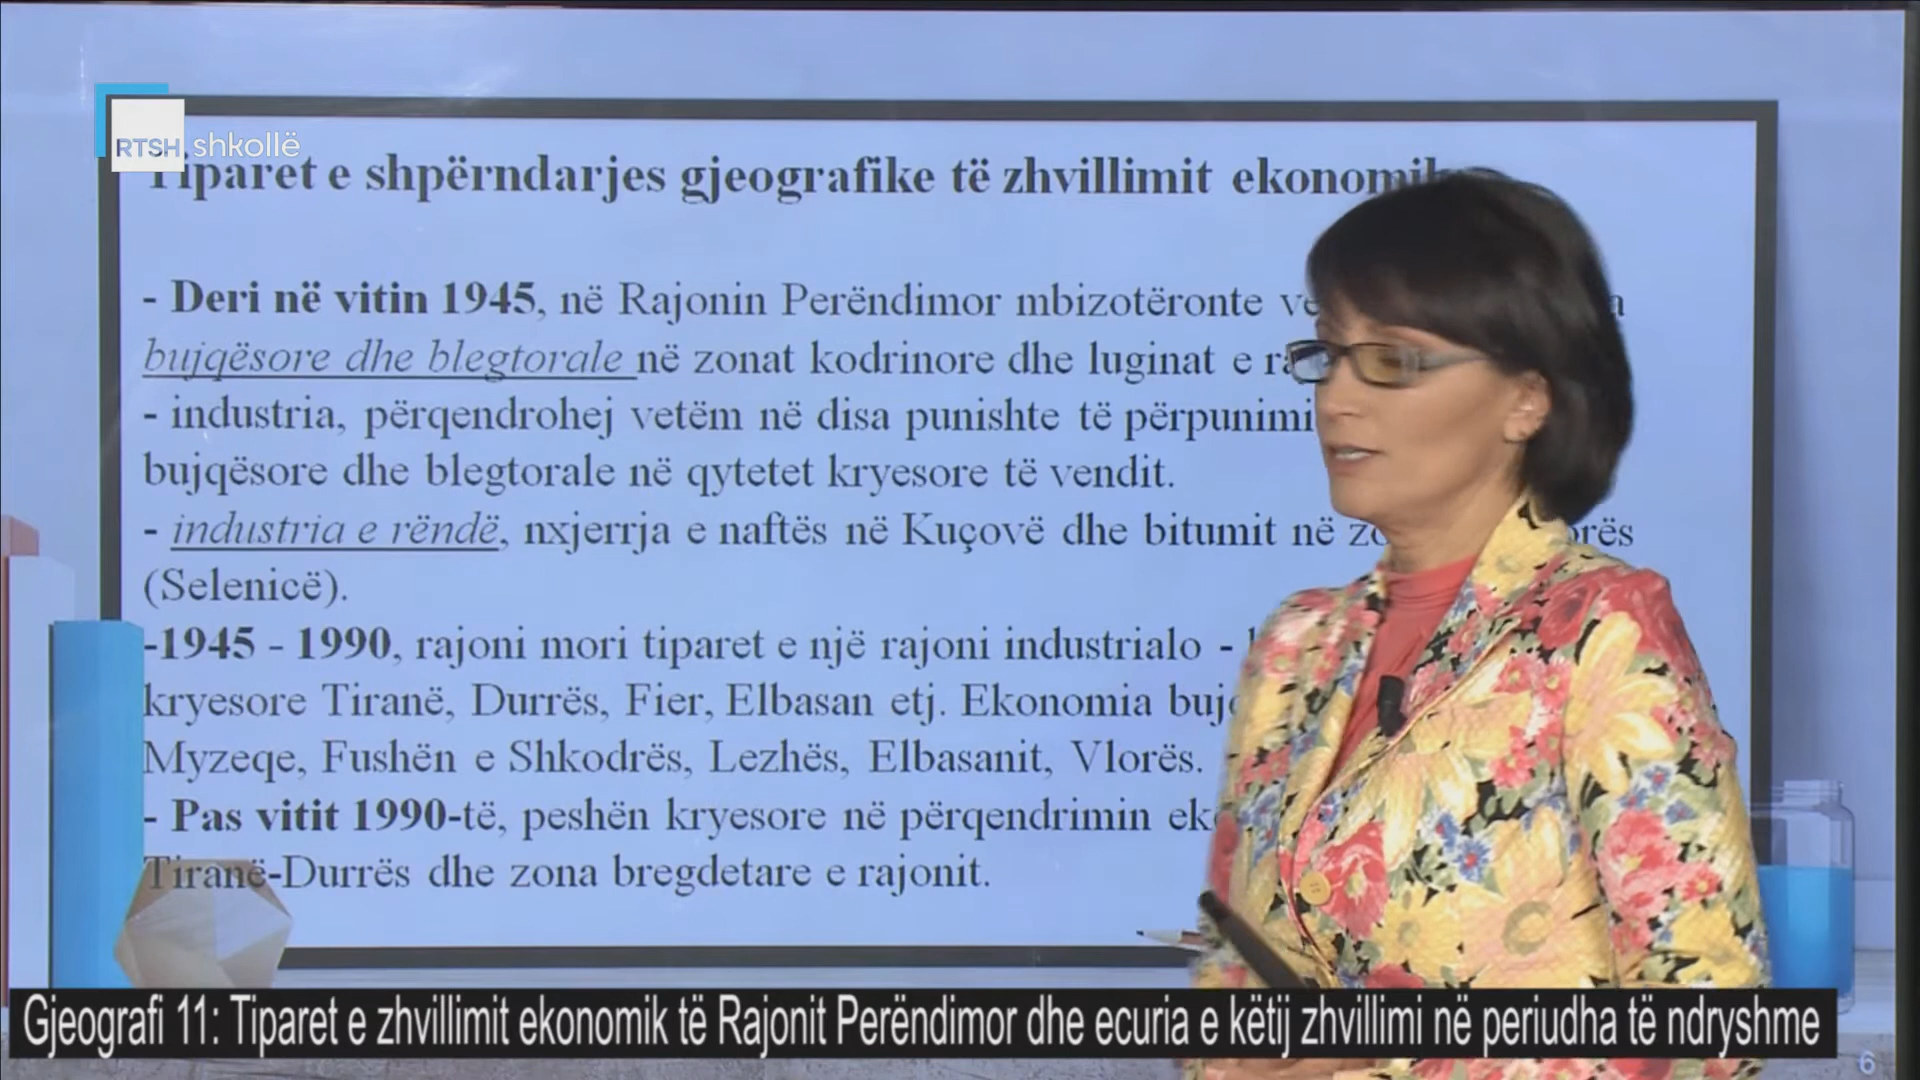 RTSH shkollë
Tiparet e shpërndarjes gjeografike të zhvillimit
- Deri në vitin 1945, në Rajonin Perëndimor mbizotëronte
bujqësore dhe blegtorale në zonat kodrinore dhe luginat e
- industria, përqendrohej vetëm në disa punishte të
bujqësore dhe blegtorale në qytetet kryesore të vendit.
- industria e rëndë, nxjerrja e naftës në Kuçovë dhe bitumit në
(Selenicë).
-1945 - 1990, rajoni mori tiparet e një rajoni industrialo -
kryesore Tiranë, Durrës, Fier, Elbasan etj. Ekonomia
Myzeqe, Fushën e Shkodrës, Lezhës, Elbasanit, Vlorës.
- Pas vitit 1990-të, peshën kryesore në përqendrimin
Tiranë-Durrës dhe zona bregdetare e rajonit.
Gjeografi 11: Tiparet e zhvillimit ekonomik të Rajonit Perëndimor dhe ecuria e këtij zhvillimi në periudha të ndryshme
6